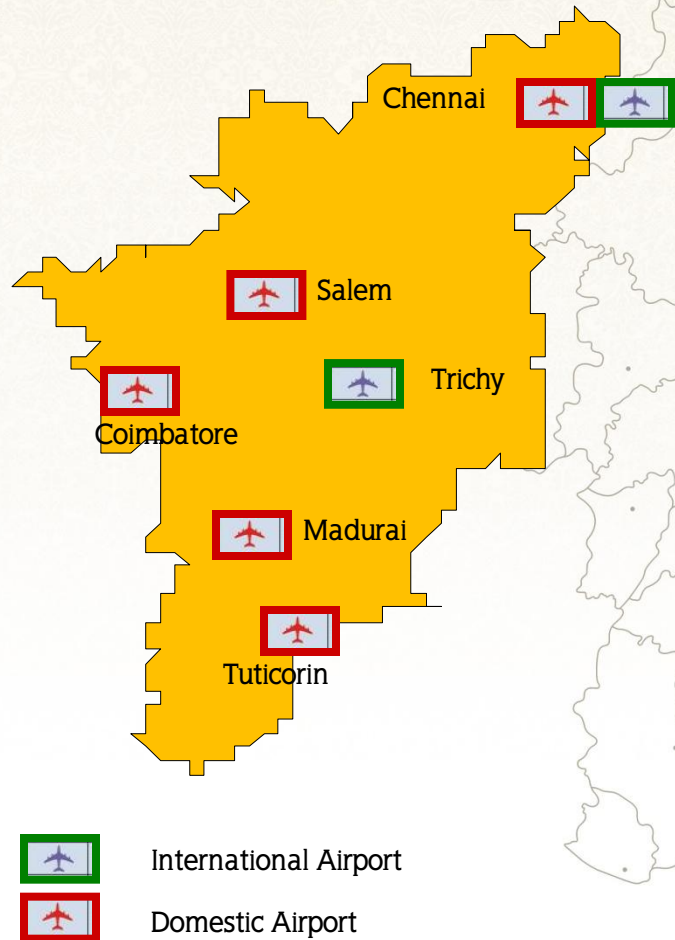 Chennai
Salem
Trichy
Coimbatore
Madurai
Tuticorin
International Airport
Domestic Airport